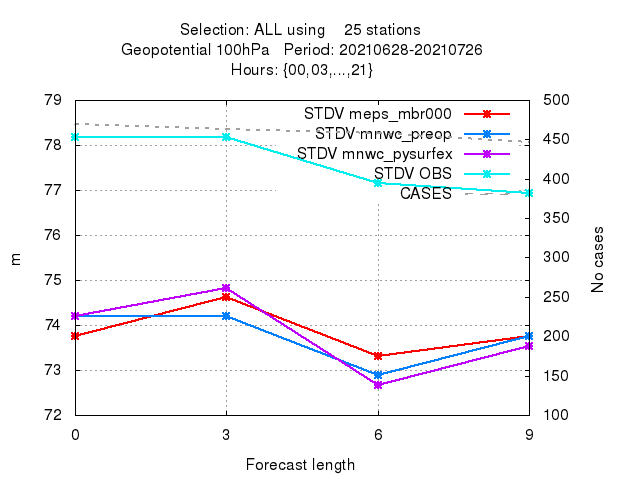 Selection: ALL using 25 stations
Geopotential 100hPa Period: 20210628-20210726
Hours: {00,03,...,21}
79 500
STDV meps_mbr000
STDV mnwc_preop
78 450
STDV mnwc_pysurfex
STDV OBS 400
77 CASES
350
76
300
m No cases
75 250
74 200
73 150
72 100
0 3 6 9
Forecast length